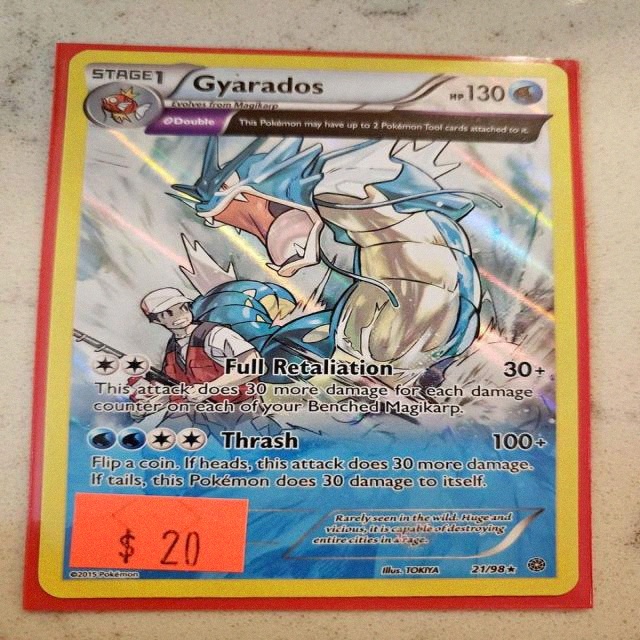 STAGE1 Gyarados HP130
Evolves from Magikarp
Double This Pokémon may have up to 2 Pokémon Tool cards attached to it.
Full Retaliation 30+
This attack does 30 more damage for each damage
counter on each of your Benched Magikarp.
Thrash 100+
Flip a coin. If heads, this attack does 30 more damage.
If tails, this Pokémon does 30 damage to itself.
$ 20
Rarely seen in the wild. Huge and
vicious, it is capable of destroying
entire cities in a rage.
©2015 Pokémon Illus. TOKIYA 21/98★